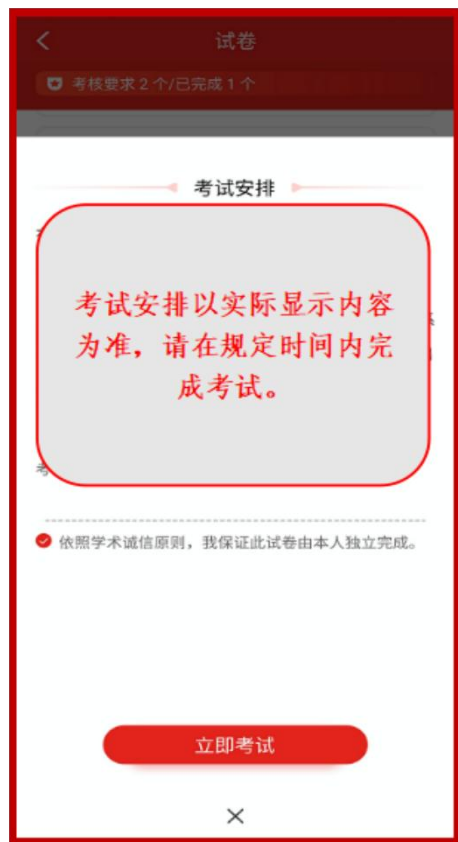 试卷
考核要求 2 个/已完成 1 个
考试安排
考试安排以实际显示内容
为准，请在规定时间内完
成考试。
考
依照学术诚信原则，我保证此试卷由本人独立完成。
立即考试